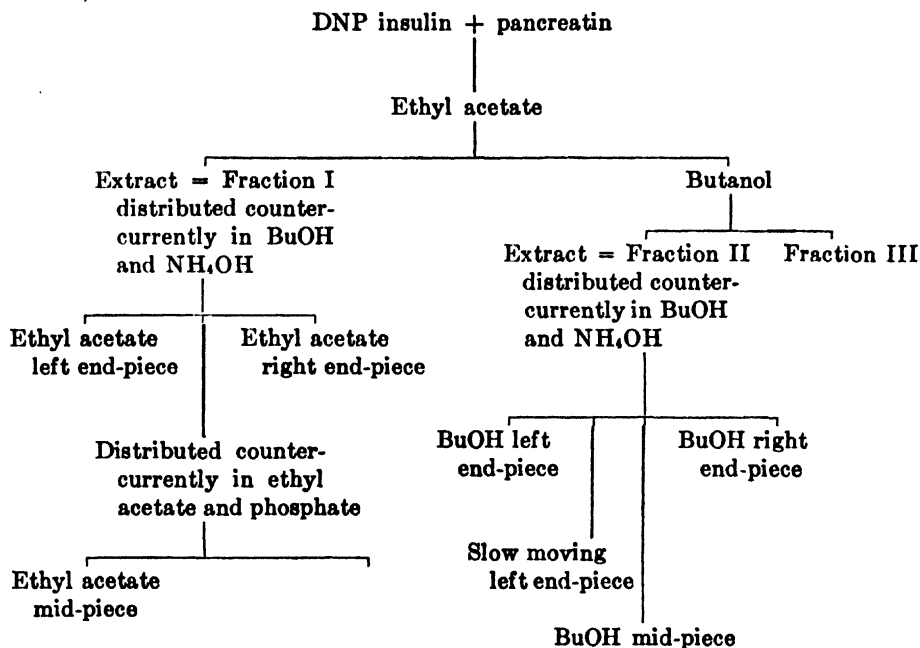 DNP insulin + pancreatin
Ethyl acetate
Extract = Fraction I
distributed counter-
currently in BuOH
and NH₄OH
Butanol
Extract = Fraction II
distributed counter-
currently in BuOH
and NH₄OH
Fraction III
Ethyl acetate
left end-piece
Ethyl acetate
right end-piece
Distributed counter-
currently in ethyl
acetate and phosphate
Ethyl acetate
mid-piece
BuOH left
end-piece
BuOH right
end-piece
Slow moving
left end-piece
BuOH mid-piece